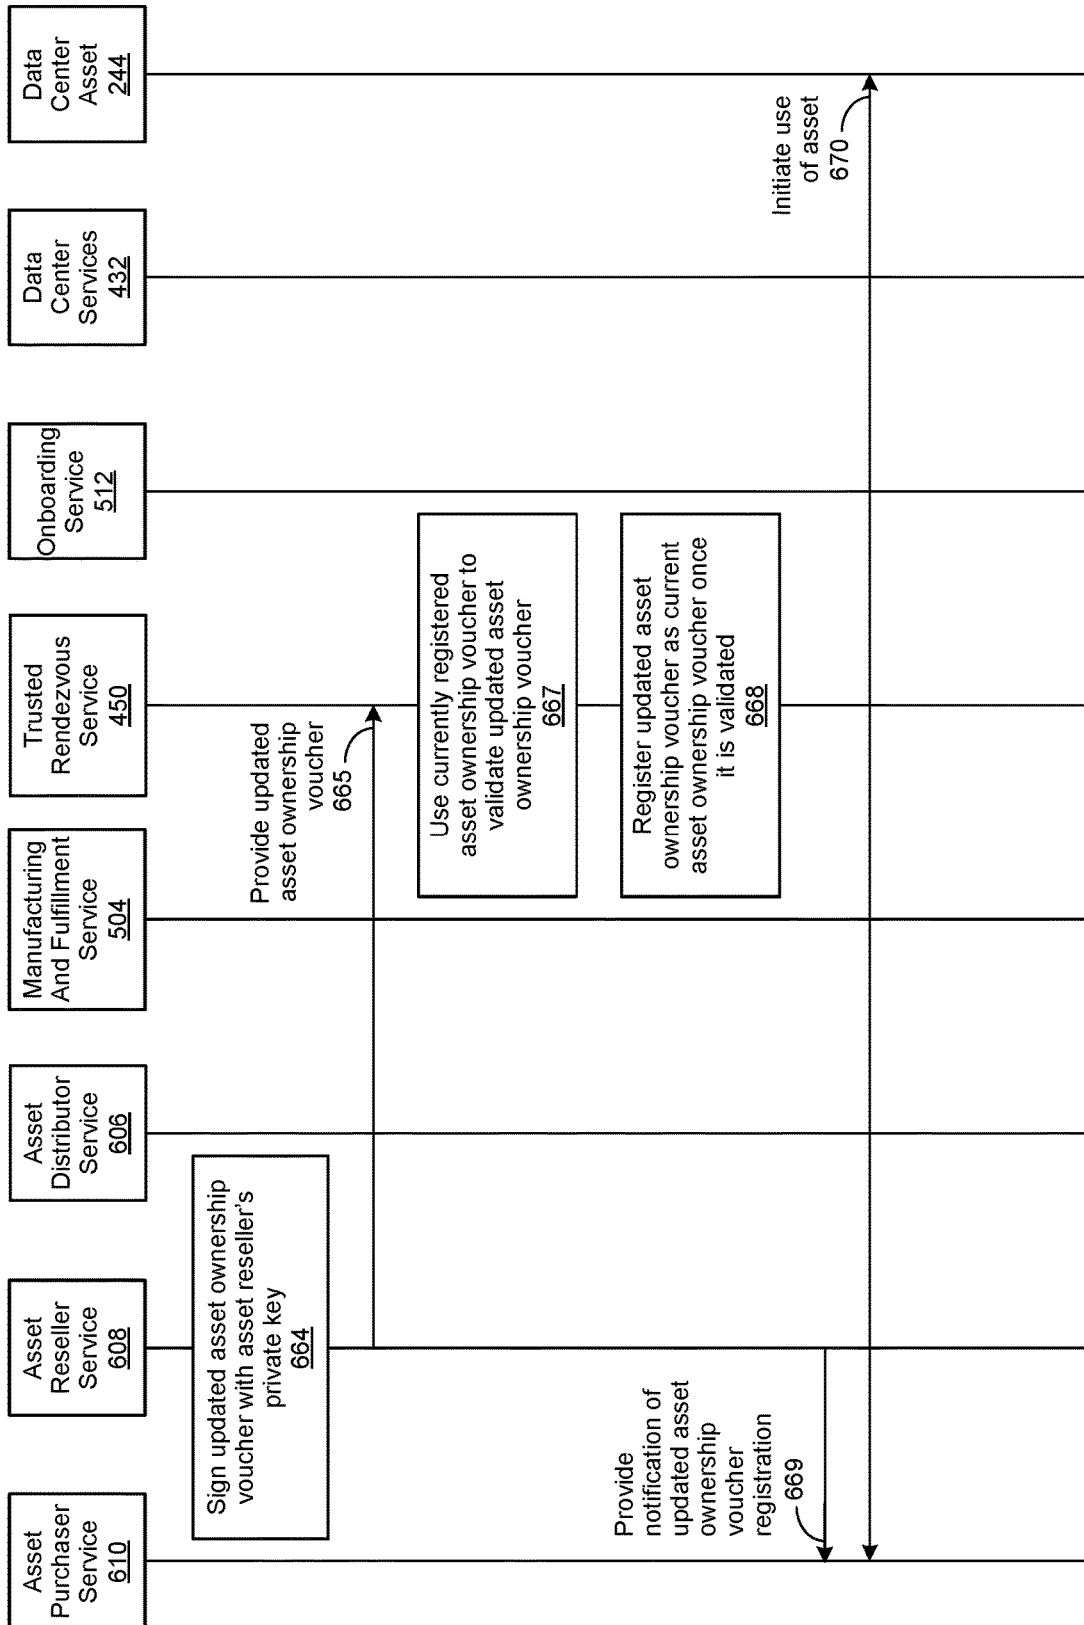 Asset
Purchaser
Service
610
Asset
Reseller
Service
608
Asset
Distributor
Service
606
Manufacturing
And Fulfillment
Service
504
Trusted
Rendezvous
Service
450
Onboarding
Service
512
Data
Center
Services
432
Data
Center
Asset
244
Sign updated asset ownership
voucher with asset reseller's
private key
664
Provide updated
asset ownership
voucher
665
Use currently registered
asset ownership voucher to
validate updated asset
ownership voucher
667
Register updated asset
ownership voucher as current
asset ownership voucher once
it is validated
668
Provide
notification of
updated asset
ownership
voucher
registration
669
Initiate use
of asset
670